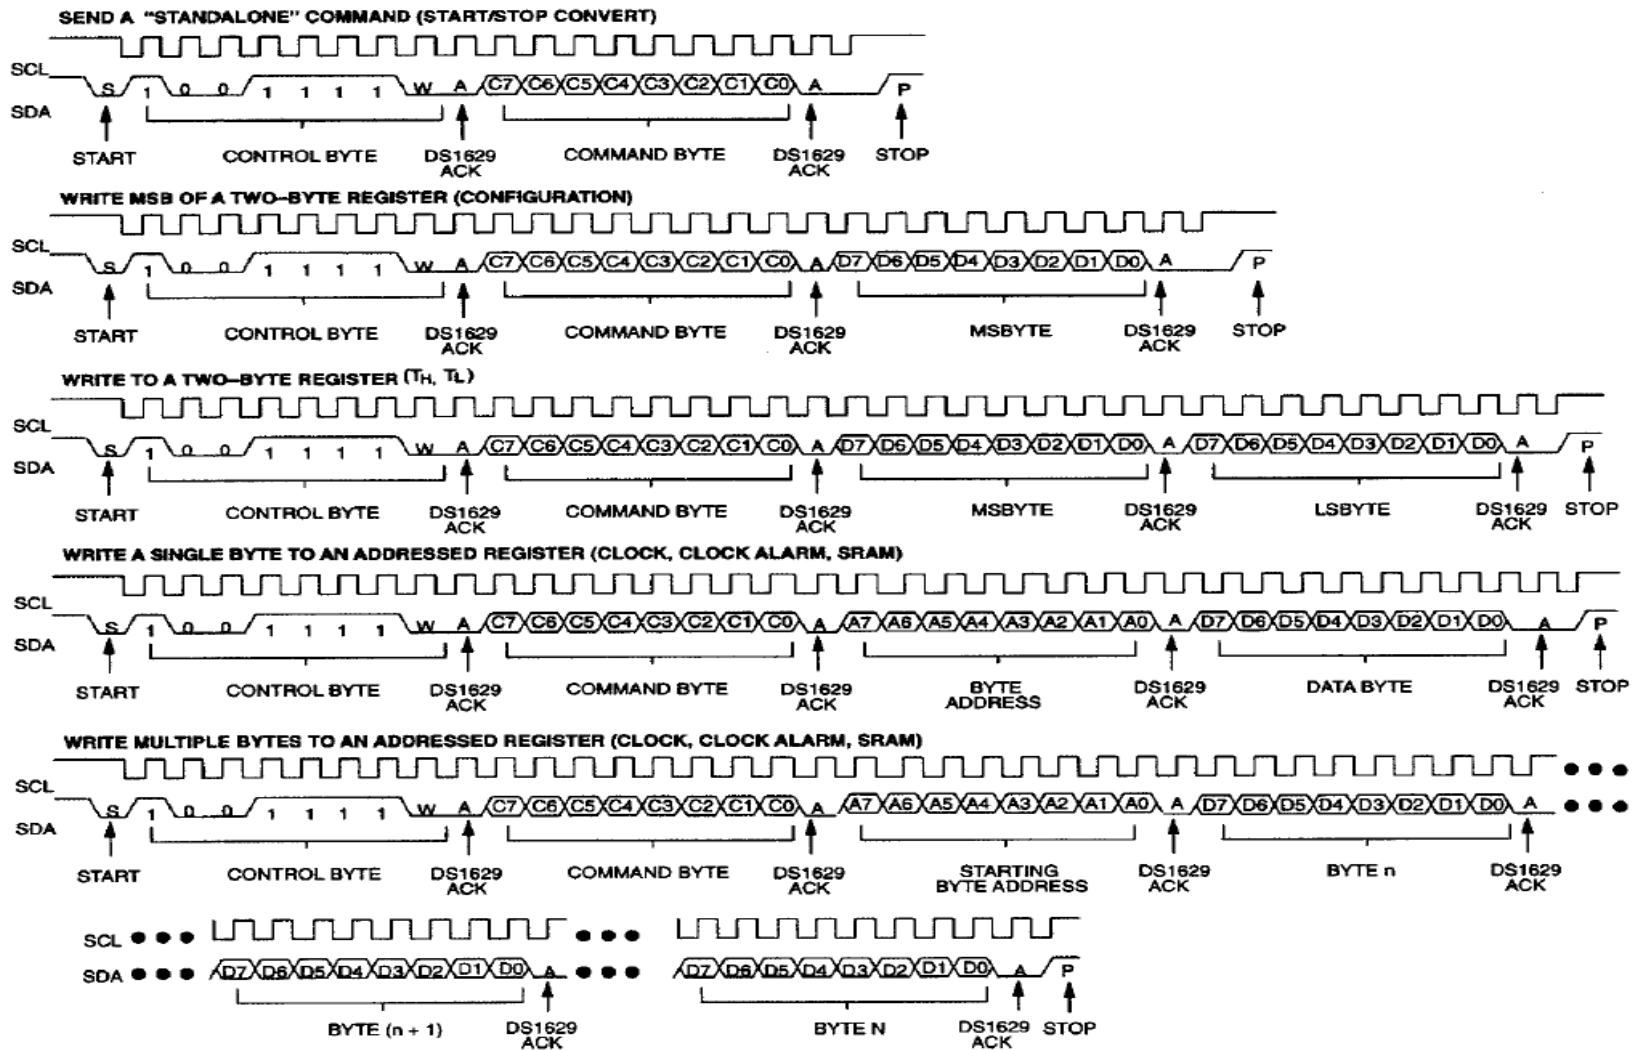 SEND A "STANDALONE" COMMAND (START/STOP CONVERT)
SCL
S 1 0 0 1 1 1 1 W A C7 C6 C5 C4 C3 C2 C1 C0 A P
SDA
START CONTROL BYTE DS1629 ACK COMMAND BYTE DS1629 ACK STOP
WRITE MSB OF A TWO-BYTE REGISTER (CONFIGURATION)
SCL
S 1 0 0 1 1 1 1 W A C7 C6 C5 C4 C3 C2 C1 C0 A D7 D6 D5 D4 D3 D2 D1 D0 A P
SDA
START CONTROL BYTE DS1629 ACK COMMAND BYTE DS1629 ACK MSBYTE DS1629 ACK STOP
WRITE TO A TWO-BYTE REGISTER (TH, TL)
SCL
S 1 0 0 1 1 1 1 W A C7 C6 C5 C4 C3 C2 C1 C0 A D7 D6 D5 D4 D3 D2 D1 D0 A D7 D6 D5 D4 D3 D2 D1 D0 A P
SDA
START CONTROL BYTE DS1629 ACK COMMAND BYTE DS1629 ACK MSBYTE DS1629 ACK LSBYTE DS1629 ACK STOP
WRITE A SINGLE BYTE TO AN ADDRESSED REGISTER (CLOCK, CLOCK ALARM, SRAM)
SCL
S 1 0 0 1 1 1 1 W A C7 C6 C5 C4 C3 C2 C1 C0 A A7 A6 A5 A4 A3 A2 A1 A0 A D7 D6 D5 D4 D3 D2 D1 D0 A P
SDA
START CONTROL BYTE DS1629 ACK COMMAND BYTE DS1629 ACK BYTE ADDRESS DS1629 ACK DATA BYTE DS1629 ACK STOP
WRITE MULTIPLE BYTES TO AN ADDRESSED REGISTER (CLOCK, CLOCK ALARM, SRAM)
SCL
S 1 0 0 1 1 1 1 W A C7 C6 C5 C4 C3 C2 C1 C0 A A7 A6 A5 A4 A3 A2 A1 A0 A D7 D6 D5 D4 D3 D2 D1 D0 A
SDA
START CONTROL BYTE DS1629 ACK COMMAND BYTE DS1629 ACK STARTING BYTE ADDRESS DS1629 ACK BYTE n DS1629 ACK
SCL
SDA D7 D6 D5 D4 D3 D2 D1 D0 A D7 D6 D5 D4 D3 D2 D1 D0 A P
BYTE (n + 1) DS1629 ACK BYTE N DS1629 ACK STOP